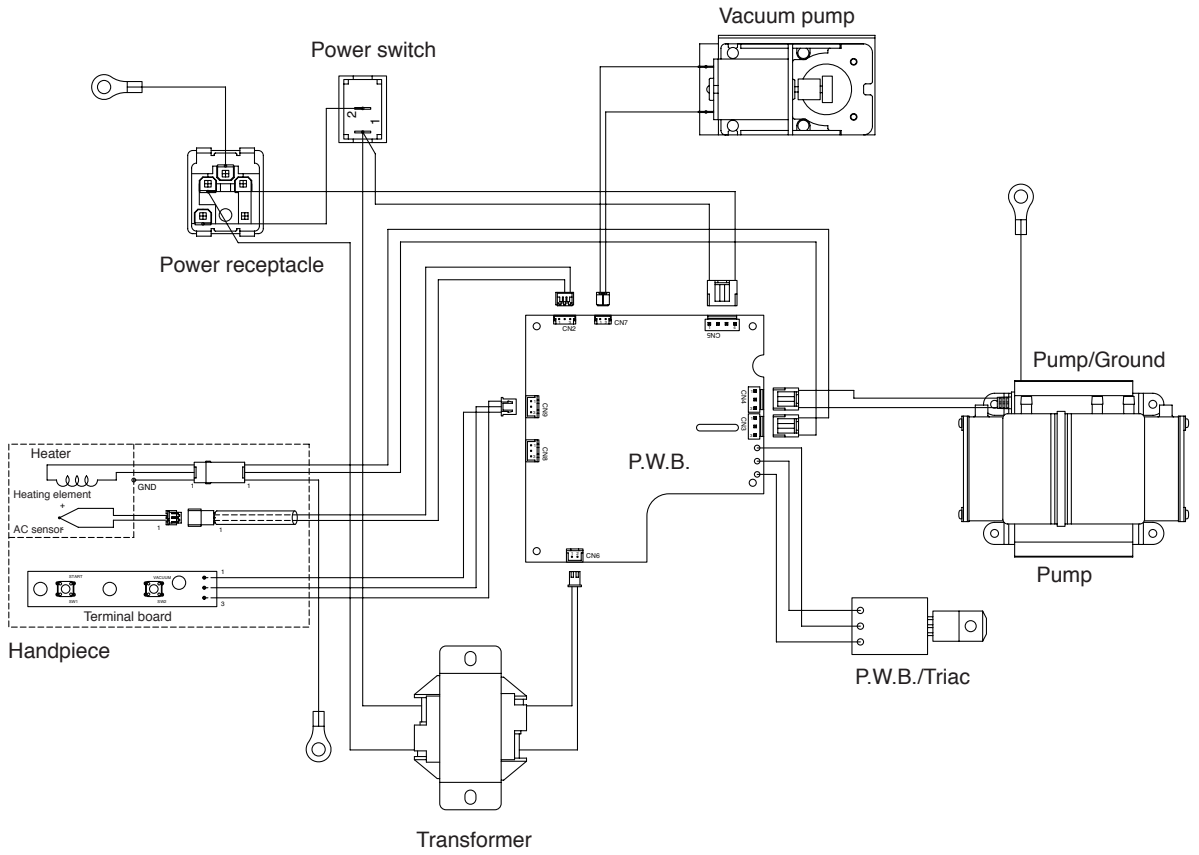 Vacuum pump
Power switch
2
1
Power receptacle
CN2
CN7
CN5
Pump/Ground
CN4
CN3
CN9
CN8
P.W.B.
Heater
Heating element
GND
1
1
+
AC sensor
-
1
1
CN6
START
SW1
VACUUM
SW2
1
3
Terminal board
Handpiece
Pump
P.W.B./Triac
Transformer